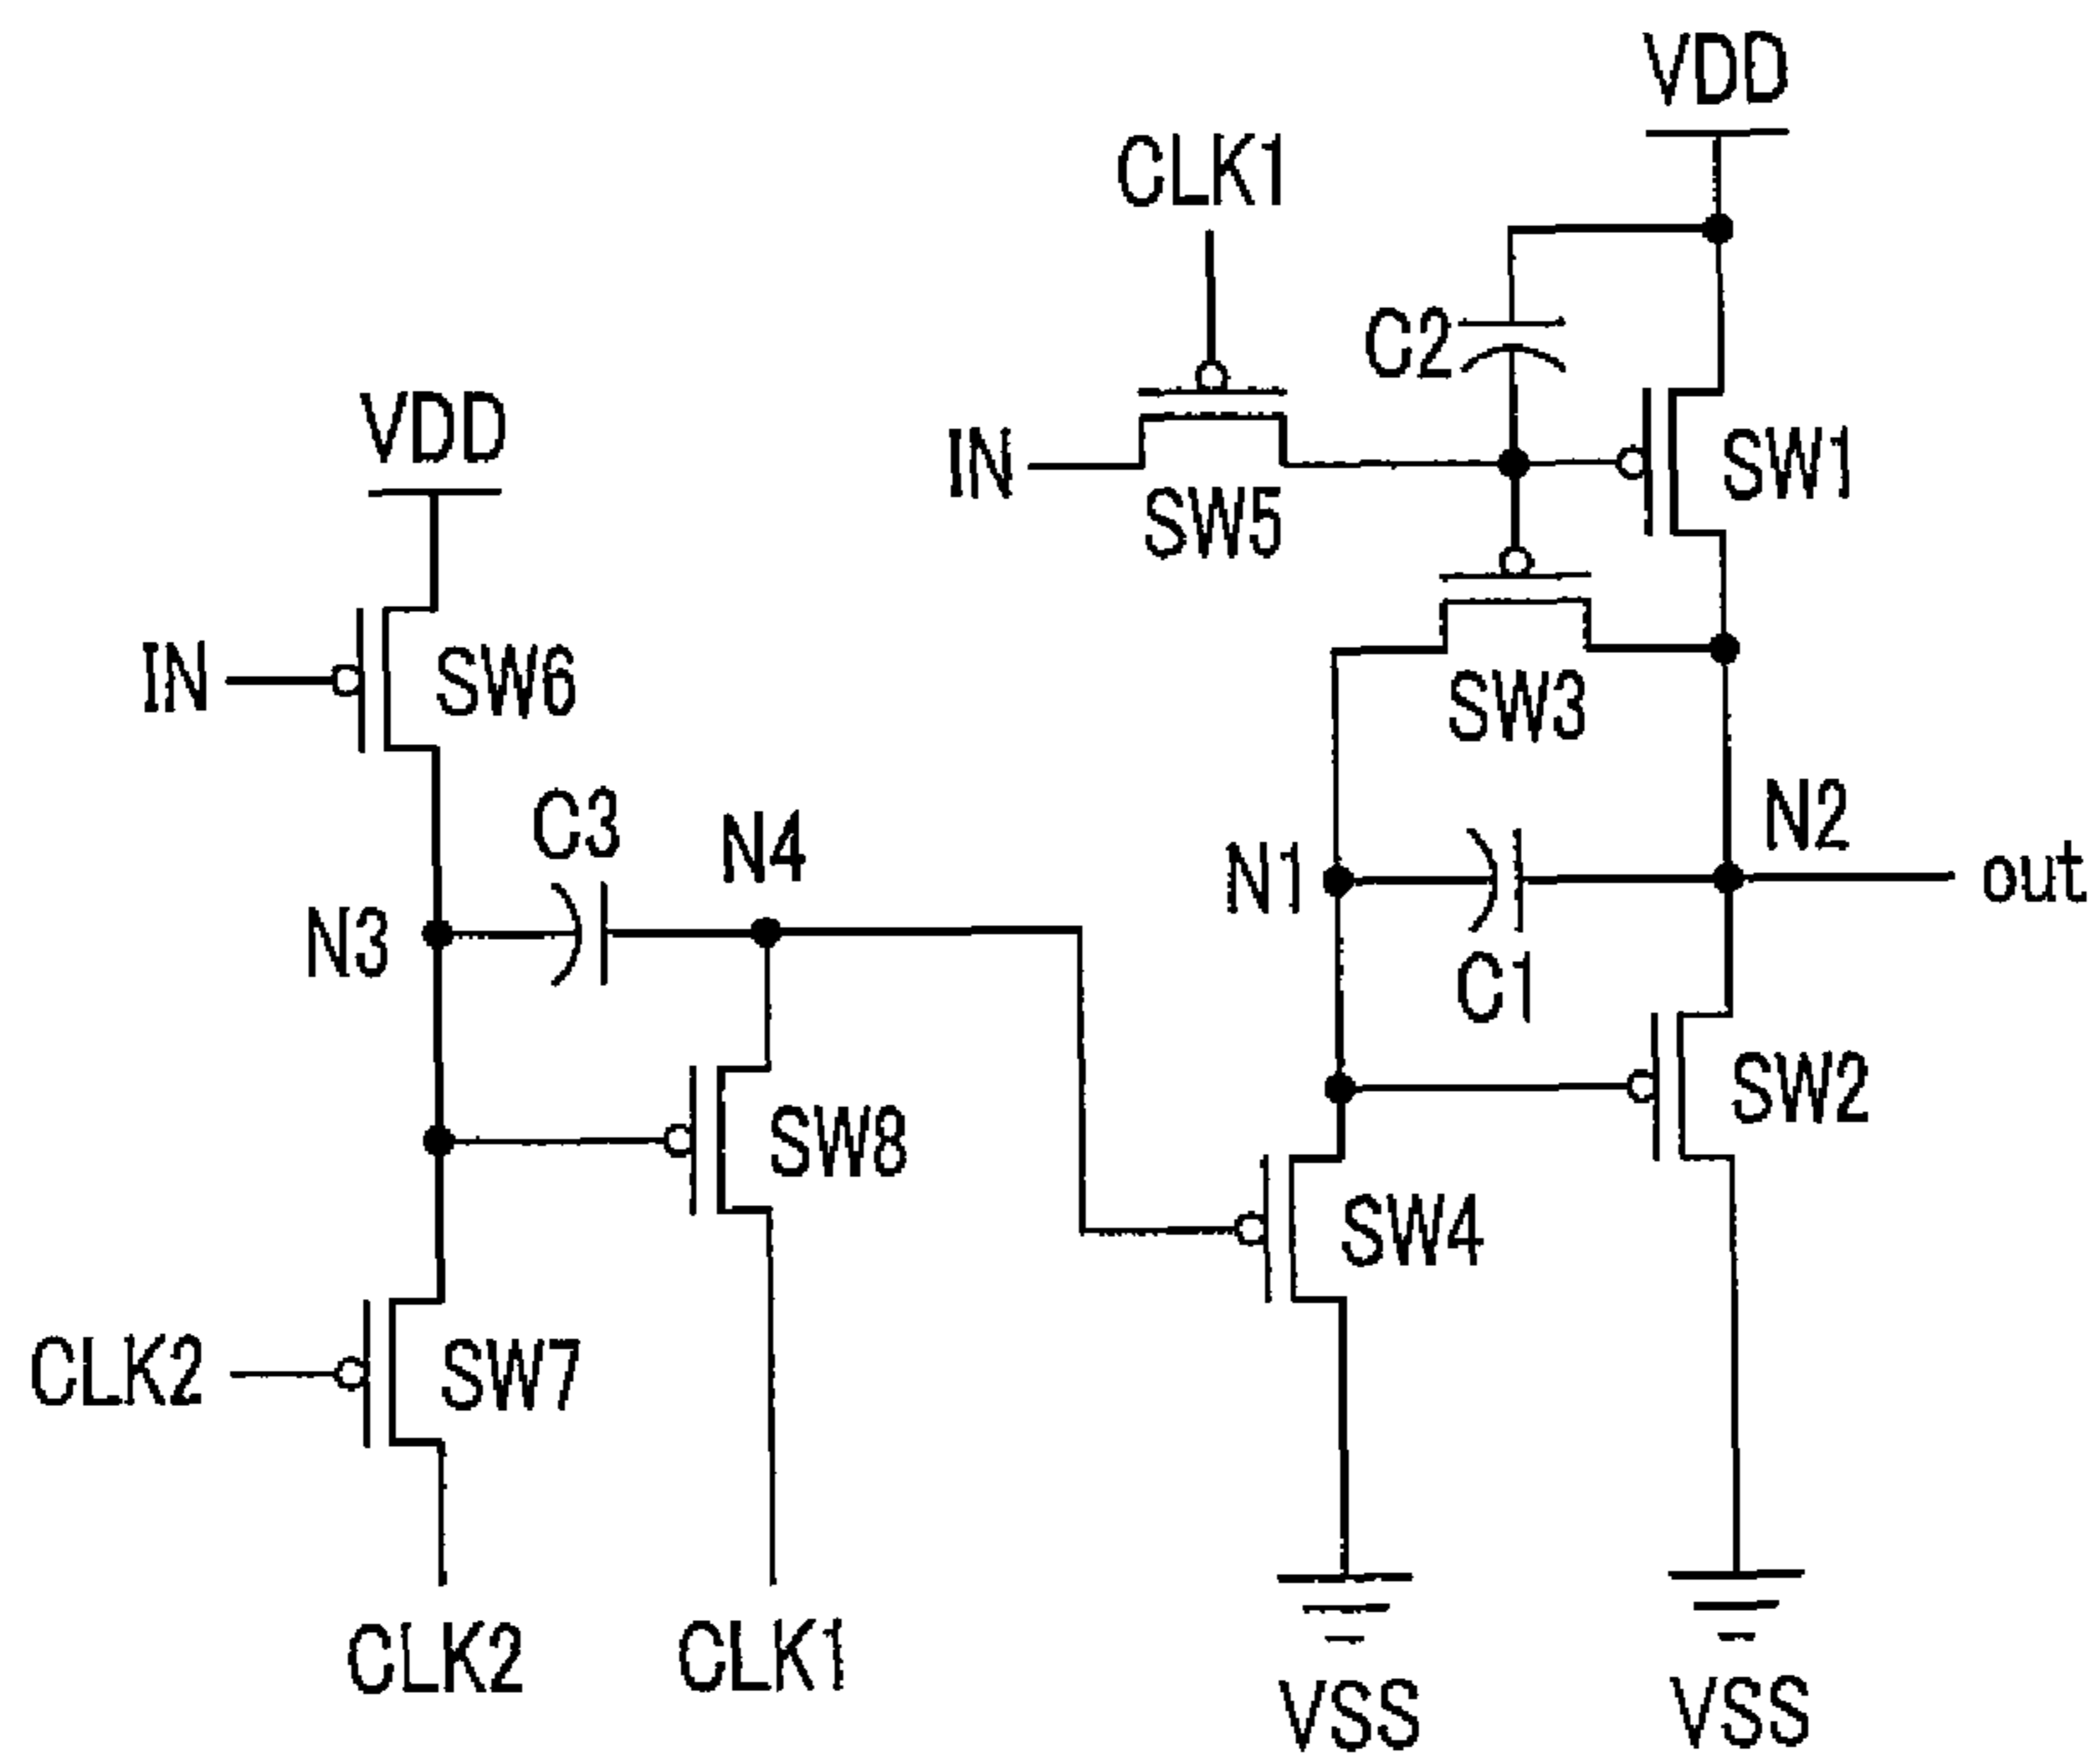 VDD
CLK1
C2
VDD
IN
SW1
SW5
IN
SW6
SW3
C3
N4
N2
N1
out
N3
C1
SW2
SW8
SW4
CLK2
SW7
CLK2
CLK1
VSS
VSS